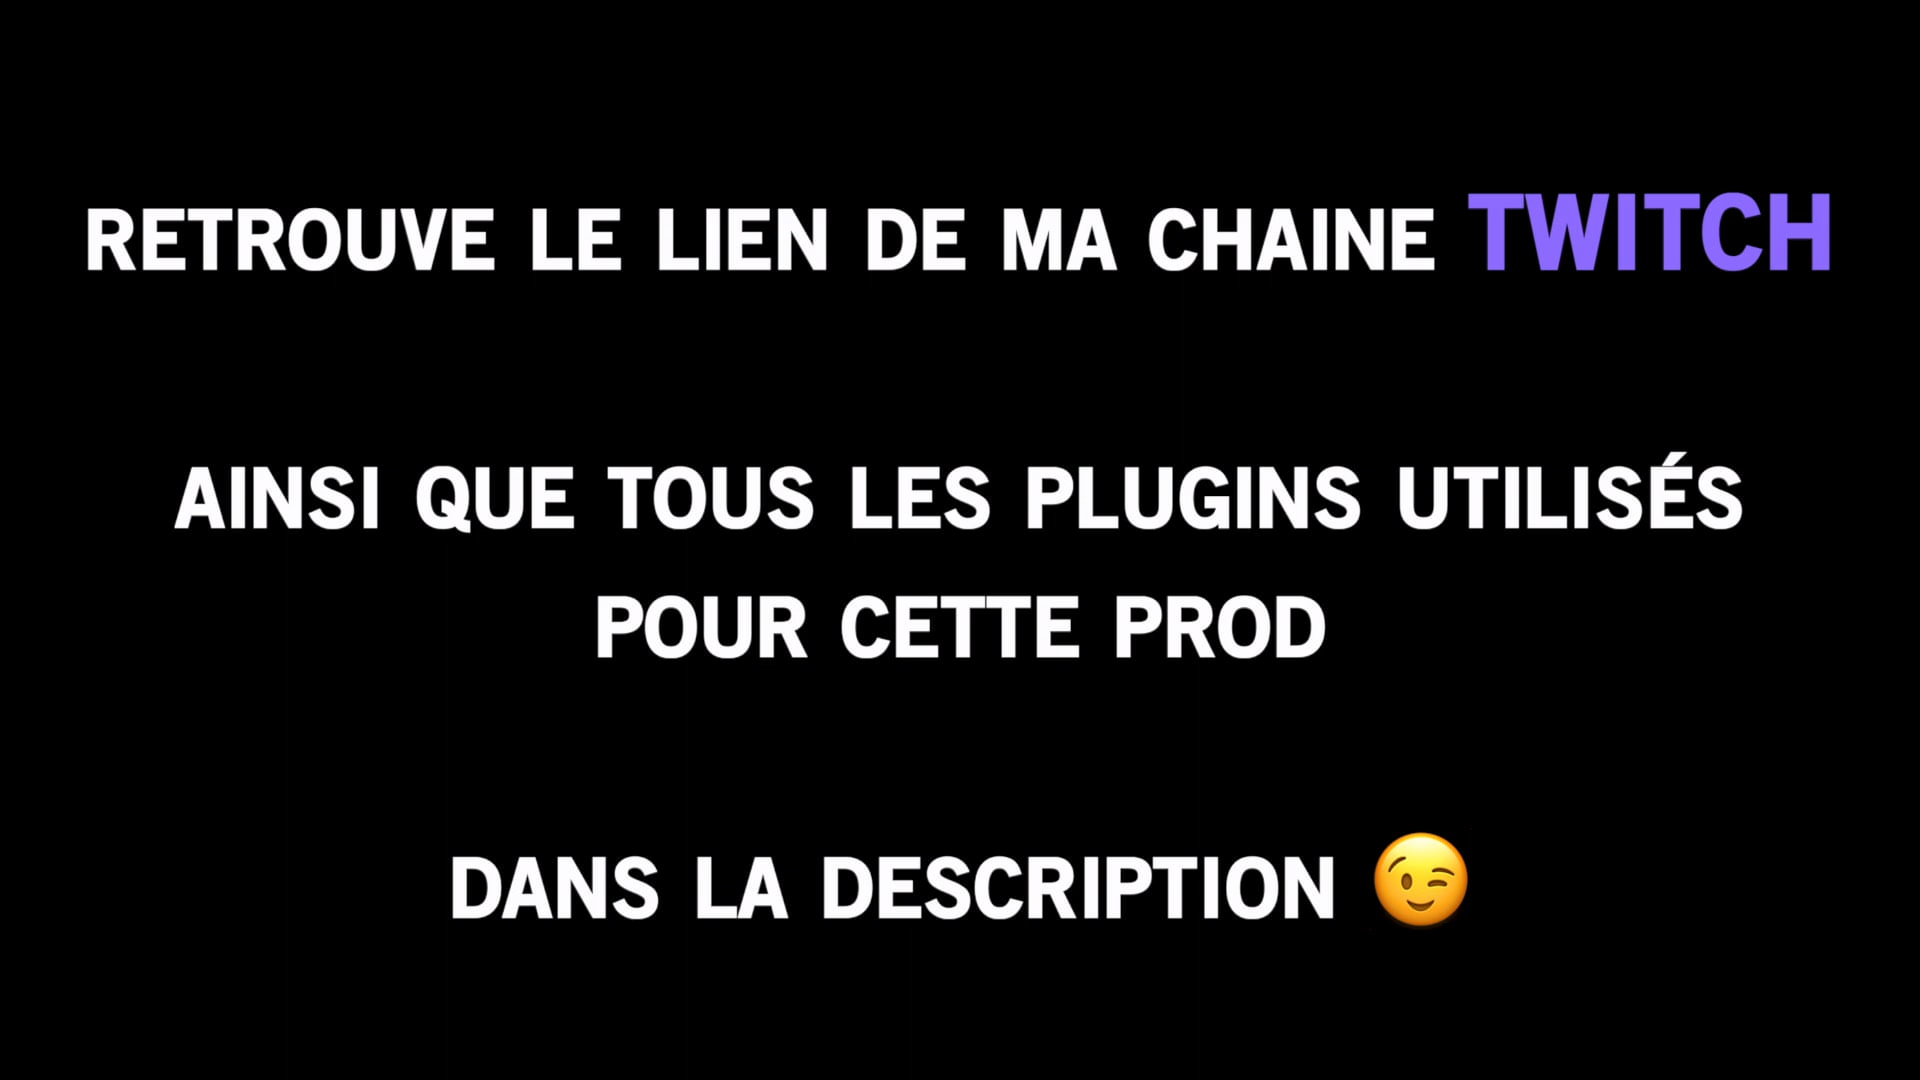 RETROUVE LE LIEN DE MA CHAINE TWITCH
AINSI QUE TOUS LES PLUGINS UTILISÉS
POUR CETTE PROD
DANS LA DESCRIPTION 😉